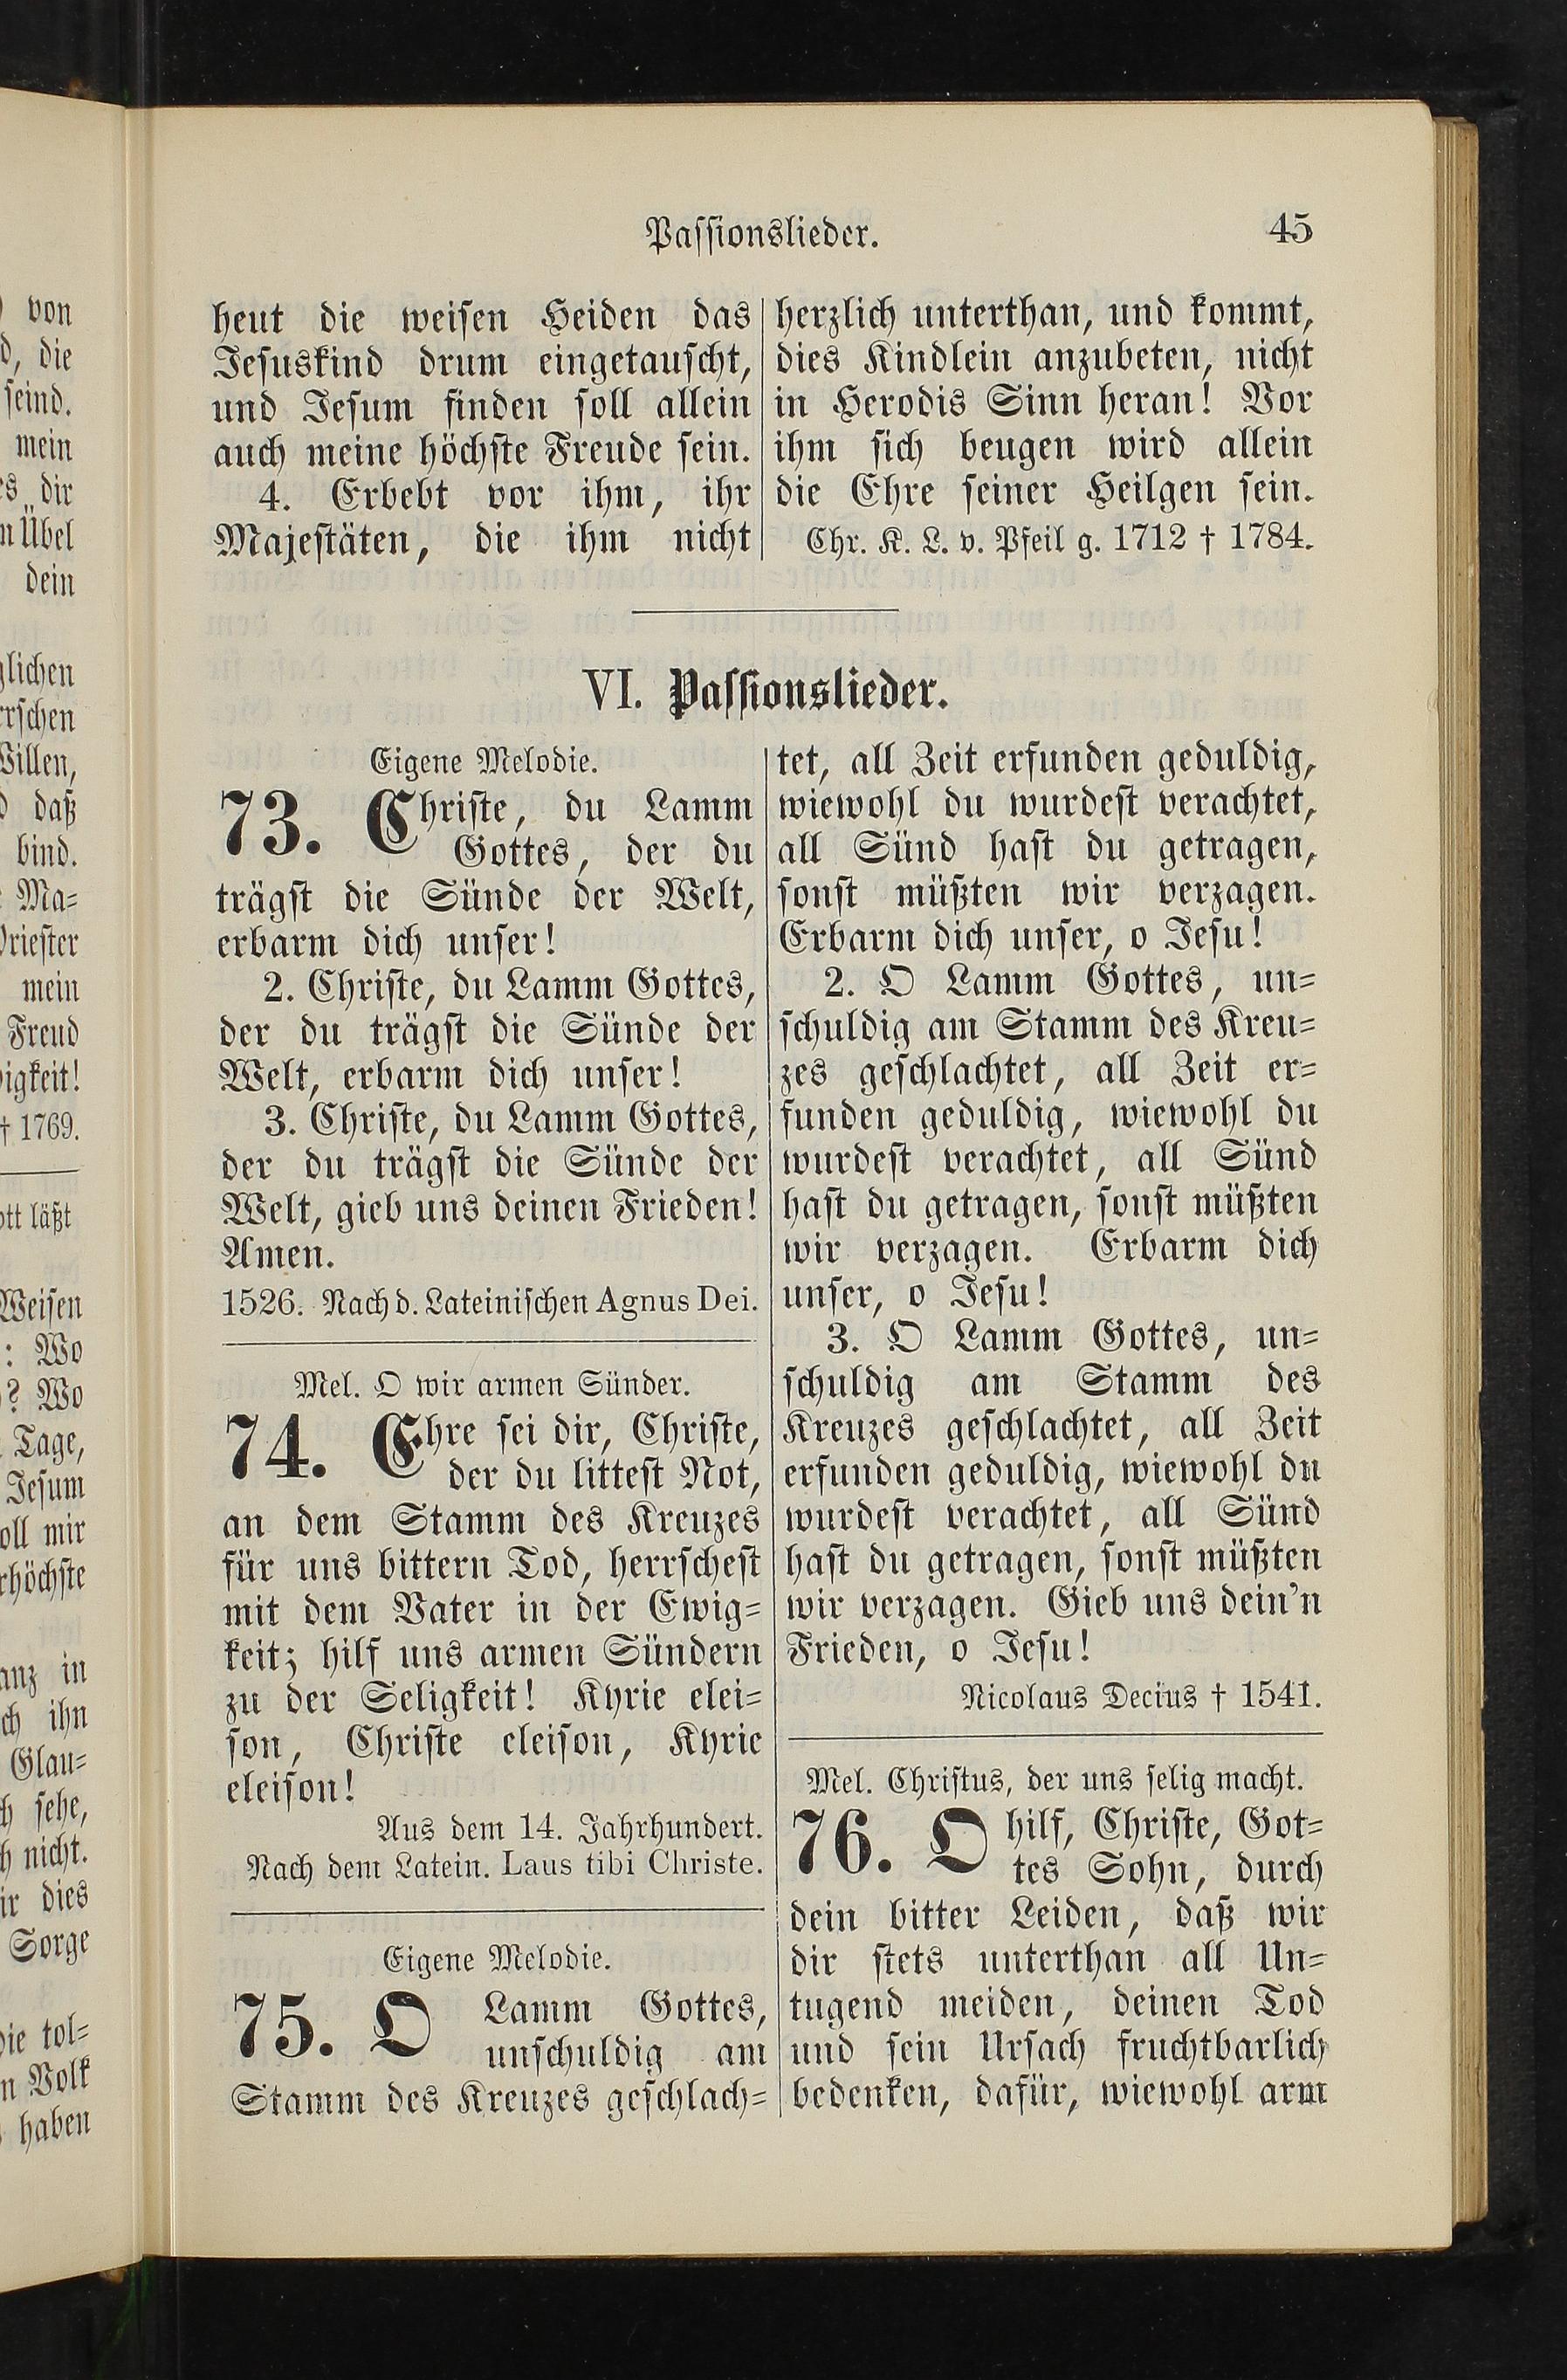 Passionslieder.
45
heut die weisen Heiden das
Jesuskind drum eingetauscht,
und Jesum finden soll allein
auch meine höchste Freude sein.
4. Erbebt vor ihm, ihr
Majestäten, die ihm nicht
herzlich unterthan, und kommt,
dies Kindlein anzubeten, nicht
in Herodis Sinn heran! Vor
ihm sich beugen wird allein
die Ehre seiner Heilgen sein.
Chr. K. L. v. Pfeil g. 1712 † 1784.
VI. Passionslieder.
Eigene Melodie.
73. Christe, du Lamm
Gottes, der du
trägst die Sünde der Welt,
erbarm dich unser!
2. Christe, du Lamm Gottes,
der du trägst die Sünde der
Welt, erbarm dich unser!
3. Christe, du Lamm Gottes,
der du trägst die Sünde der
Welt, gieb uns deinen Frieden!
Amen.
1526. Nach d. Lateinischen Agnus Dei.
Mel. O wir armen Sünder.
74. Ehre sei dir, Christe,
der du littest Not,
an dem Stamm des Kreuzes
für uns bittern Tod, herrschest
mit dem Vater in der Ewig-
keit; hilf uns armen Sündern
zu der Seligkeit! Kyrie elei-
son, Christe eleison, Kyrie
eleison!
Aus dem 14. Jahrhundert.
Nach dem Latein. Laus tibi Christe.
Eigene Melodie.
75. O Lamm Gottes,
unschuldig am
Stamm des Kreuzes geschlach-
tet, all Zeit erfunden geduldig,
wiewohl du wurdest verachtet,
all Sünd hast du getragen,
sonst müßten wir verzagen.
Erbarm dich unser, o Jesu!
2. O Lamm Gottes, un-
schuldig am Stamm des Kreu-
zes geschlachtet, all Zeit er-
funden geduldig, wiewohl du
wurdest verachtet, all Sünd
hast du getragen, sonst müßten
wir verzagen. Erbarm dich
unser, o Jesu!
3. O Lamm Gottes, un-
schuldig am Stamm des
Kreuzes geschlachtet, all Zeit
erfunden geduldig, wiewohl du
wurdest verachtet, all Sünd
hast du getragen, sonst müßten
wir verzagen. Gieb uns dein'n
Frieden, o Jesu!
Nicolaus Decius † 1541.
Mel. Christus, der uns selig macht.
76. O hilf, Christe, Got-
tes Sohn, durch
dein bitter Leiden, daß wir
dir stets unterthan all Un-
tugend meiden, deinen Tod
und sein Ursach fruchtbarlich
bedenken, dafür, wiewohl arm